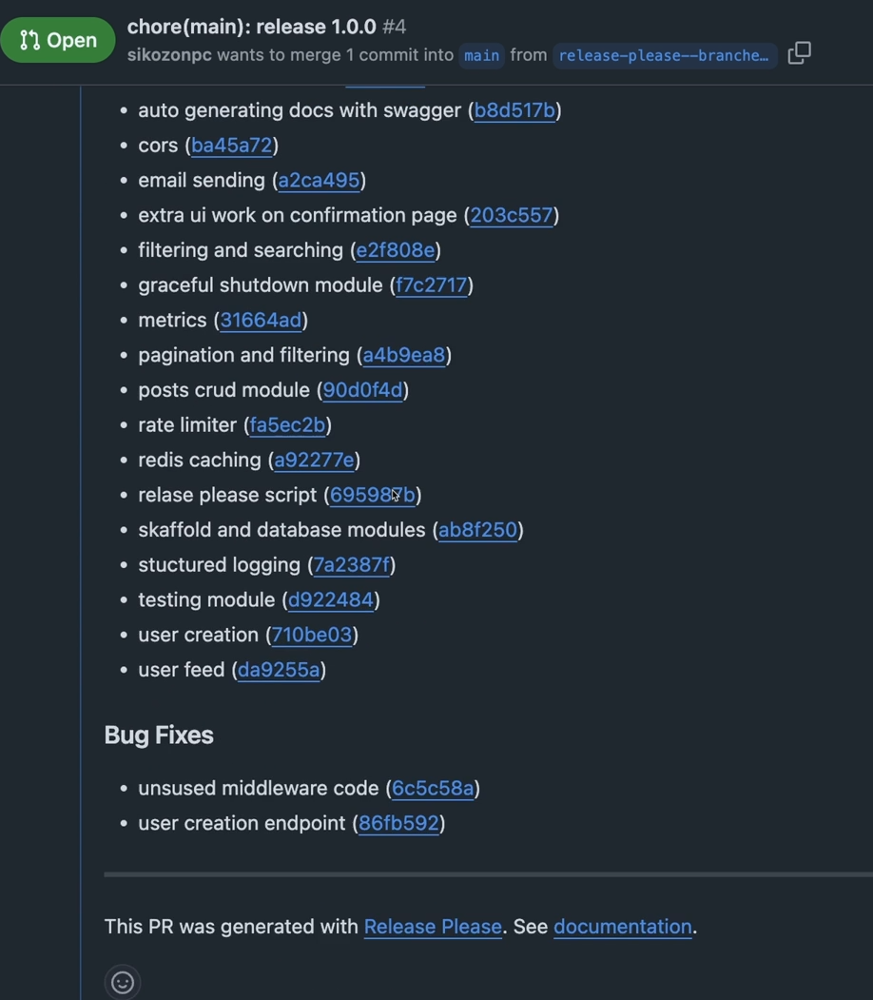 Open
chore(main): release 1.0.0 #4
sikozonpc wants to merge 1 commit into main from release-please--branche…
• auto generating docs with swagger (b8d517b)
• cors (ba45a72)
• email sending (a2ca495)
• extra ui work on confirmation page (203c557)
• filtering and searching (e2f808e)
• graceful shutdown module (f7c2717)
• metrics (31664ad)
• pagination and filtering (a4b9ea8)
• posts crud module (90d0f4d)
• rate limiter (fa5ec2b)
• redis caching (a92277e)
• relase please script (695987b)
• skaffold and database modules (ab8f250)
• stuctured logging (7a2387f)
• testing module (d922484)
• user creation (710be03)
• user feed (da9255a)
Bug Fixes
• unsused middleware code (6c5c58a)
• user creation endpoint (86fb592)
This PR was generated with Release Please. See documentation.